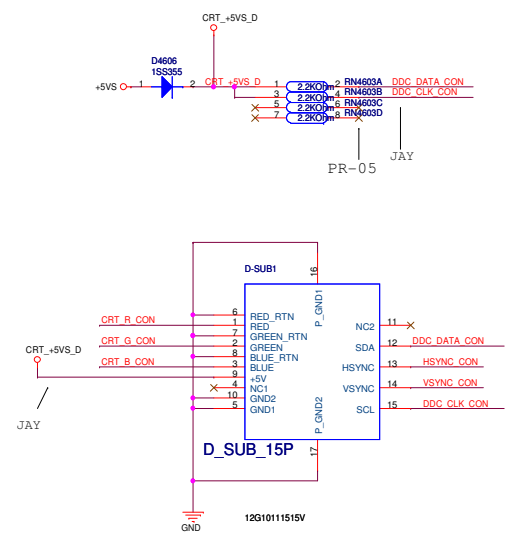 CRT_+5VS_D
D4606
1SS355
+5VS 1 2 CRT_+5VS_D 1 2.2KOhm 2 RN4603A DDC_DATA_CON
3 2.2KOhm 4 RN4603B DDC_CLK_CON
5 2.2KOhm 6 RN4603C
7 2.2KOhm 8 RN4603D
PR-05
JAY
D-SUB1
16
P_GND1
6 RED_RTN
CRT_R_CON 1 RED NC2 11
7 GREEN_RTN
CRT_G_CON 2 GREEN SDA 12 DDC_DATA_CON
CRT_+5VS_D
8 BLUE_RTN
CRT_B_CON 3 BLUE HSYNC 13 HSYNC_CON
9 +5V
4 NC1 VSYNC 14 VSYNC_CON
10 GND2
5 GND1 SCL 15 DDC_CLK_CON
P_GND2
JAY
D_SUB_15P
17
GND
12G10111515V